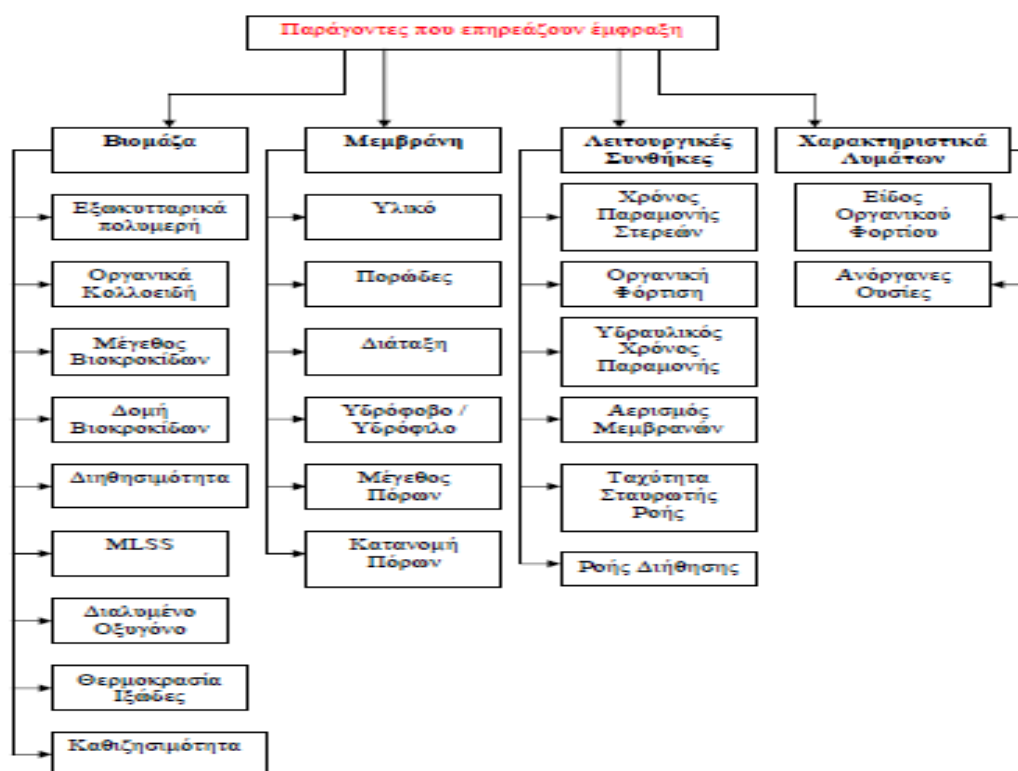 Παράγοντες που επηρεάζουν έμφραξη
Βιομάζα
Εξωκυτταρικά
πολυμερή
Οργανικά
Κολλοειδή
Μέγεθος
Βιοκροκίδων
Δομή
Βιοκροκίδων
Διηθησιμότητα
MLSS
Διαλυμένο
Οξυγόνο
Θερμοκρασία
Ιξώδες
Καθιζησιμότητα
Μεμβράνη
Υλικό
Πορώδες
Διάταξη
Υδρόφοβο /
Υδρόφιλο
Μέγεθος
Πόρων
Κατανομή
Πόρων
Λειτουργικές
Συνθήκες
Χρόνος
Παραμονής
Στερεών
Οργανική
Φόρτιση
Υδραυλικός
Χρόνος
Παραμονής
Αερισμός
Μεμβρανών
Ταχύτητα
Σταυρωτής
Ροής
Ροής Διήθησης
Χαρακτηριστικά
Λυμάτων
Είδος
Οργανικού
Φορτίου
Ανόργανες
Ουσίες